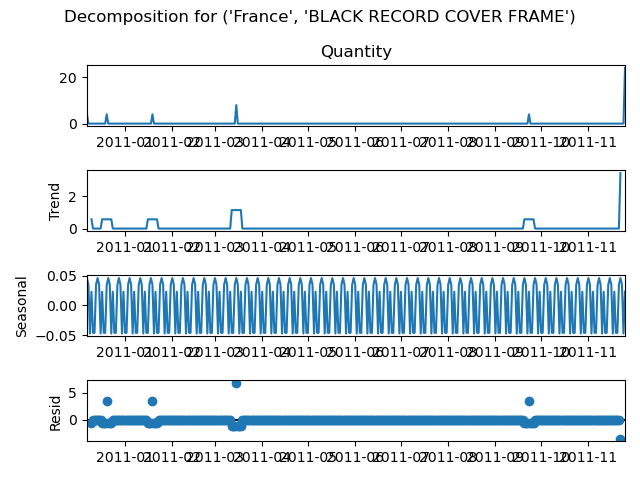 Decomposition for ('France', 'BLACK RECORD COVER FRAME')
Quantity
20
0
2011-01 2011-02 2011-03 2011-04 2011-05 2011-06 2011-07 2011-08 2011-09 2011-10 2011-11
Trend
2
0
2011-01 2011-02 2011-03 2011-04 2011-05 2011-06 2011-07 2011-08 2011-09 2011-10 2011-11
Seasonal
0.05
0.00
−0.05
2011-01 2011-02 2011-03 2011-04 2011-05 2011-06 2011-07 2011-08 2011-09 2011-10 2011-11
Resid
5
0
2011-01 2011-02 2011-03 2011-04 2011-05 2011-06 2011-07 2011-08 2011-09 2011-10 2011-11